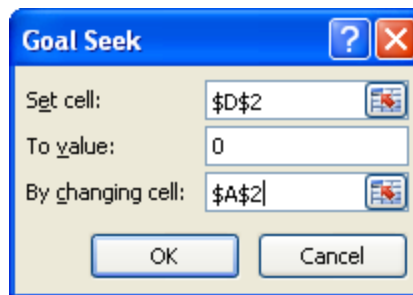 Goal Seek
Set cell: $D$2
To value: 0
By changing cell: $A$2
OK Cancel